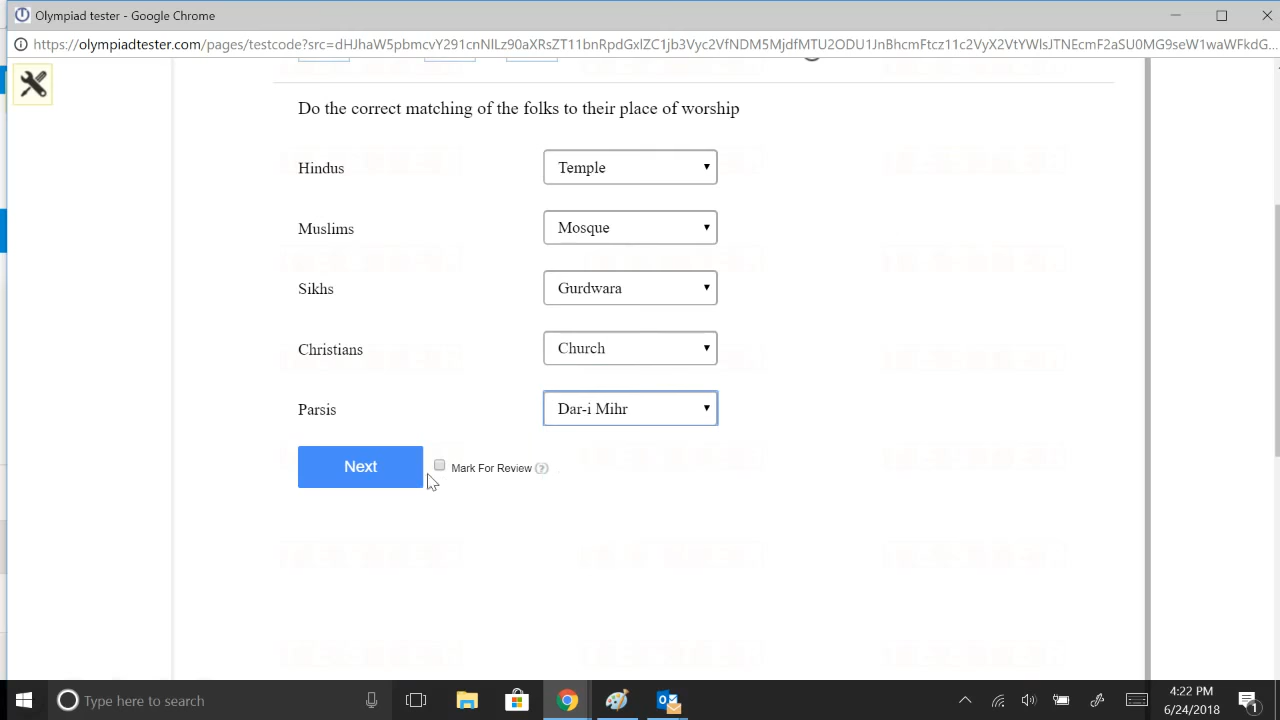 Olympiad tester - Google Chrome
Do the correct matching of the folks to their place of worship
Hindus Temple
Muslims Mosque
Sikhs Gurdwara
Christians Church
Parsis Dar-i Mihr
Next Mark For Review ?
Type here to search
4:22 PM
6/24/2018
1